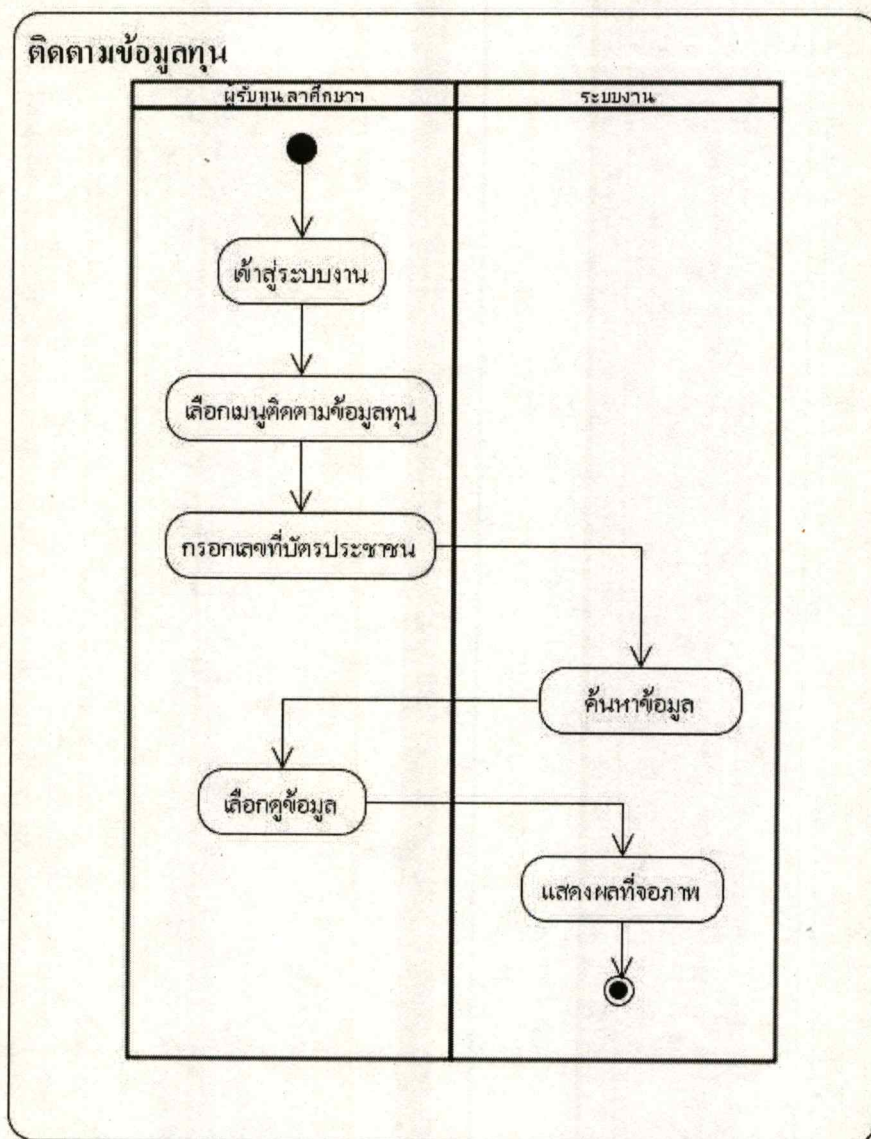 ติดตามข้อมูลทุน
ผู้รับทุน ลาศึกษาฯ
ระบบงาน
เข้าสู่ระบบงาน
เลือกเมนูติดตามข้อมูลทุน
กรอกเลขที่บัตรประชาชน
ค้นหาข้อมูล
เลือกดูข้อมูล
แสดงผลที่จอภาพ